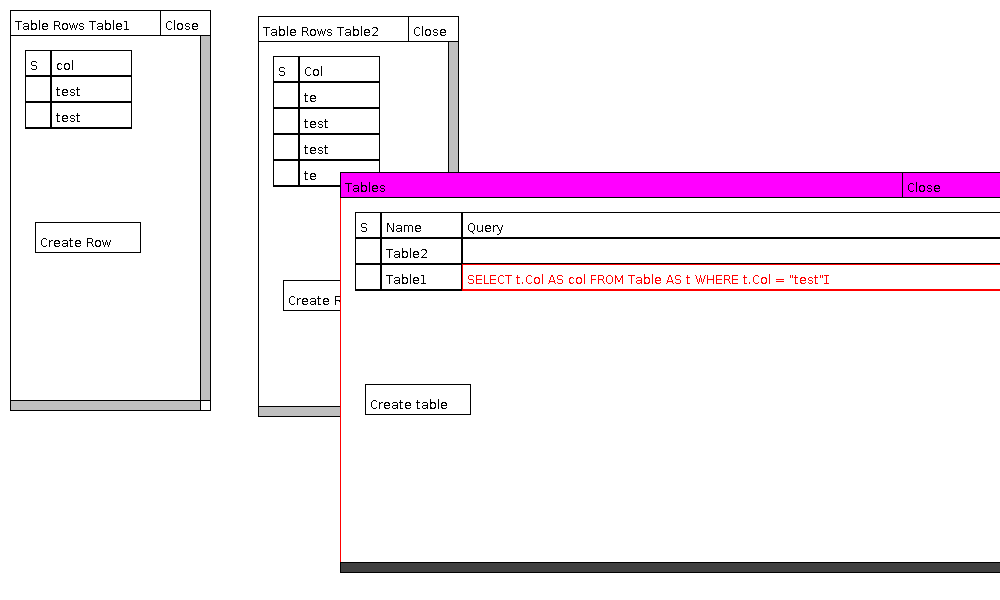 Table Rows Table1 Close
S col
test
test
Create Row
Table Rows Table2 Close
S Col
te
test
test
te
Create R
Tables Close
S Name Query
Table2
Table1 SELECT t.Col AS col FROM Table AS t WHERE t.Col = "test"I
Create table